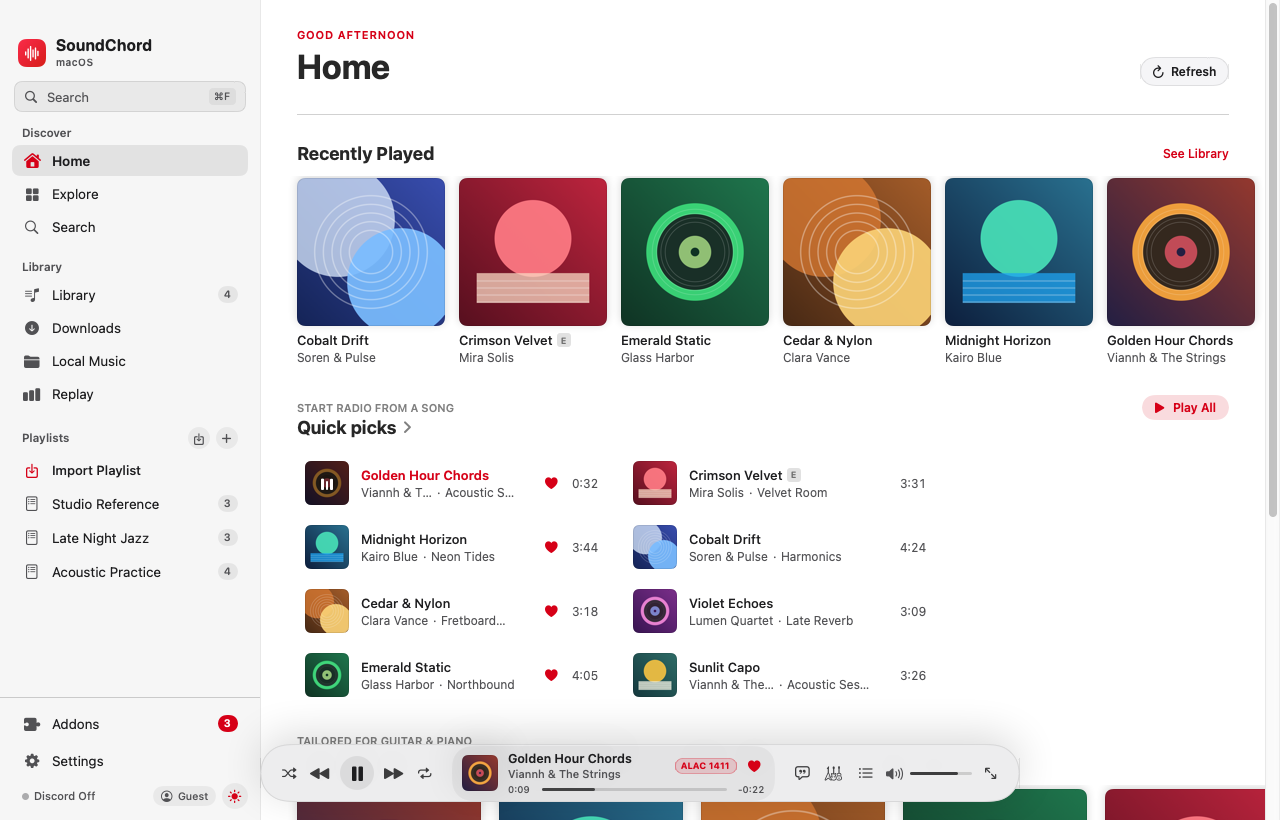 SoundChord
macOS
Search
⌘F
Discover
Home
Explore
Search
Library
Library
4
Downloads
Local Music
Replay
Playlists
Import Playlist
Studio Reference
3
Late Night Jazz
3
Acoustic Practice
4
Addons
3
Settings
Discord Off
Guest
GOOD AFTERNOON
Home
Refresh
Recently Played
See Library
Cobalt Drift
Soren & Pulse
Crimson Velvet E
Mira Solis
Emerald Static
Glass Harbor
Cedar & Nylon
Clara Vance
Midnight Horizon
Kairo Blue
Golden Hour Chords
Viannh & The Strings
START RADIO FROM A SONG
Quick picks
Play All
Golden Hour Chords
Viannh & T... · Acoustic S...
0:32
Crimson Velvet E
Mira Solis · Velvet Room
3:31
Midnight Horizon
Kairo Blue · Neon Tides
3:44
Cobalt Drift
Soren & Pulse · Harmonics
4:24
Cedar & Nylon
Clara Vance · Fretboard...
3:18
Violet Echoes
Lumen Quartet · Late Reverb
3:09
Emerald Static
Glass Harbor · Northbound
4:05
Sunlit Capo
Viannh & The... · Acoustic Ses...
3:26
TAILORED FOR GUITAR & PIANO
Golden Hour Chords
Viannh & The Strings
ALAC 1411
0:09
-0:22